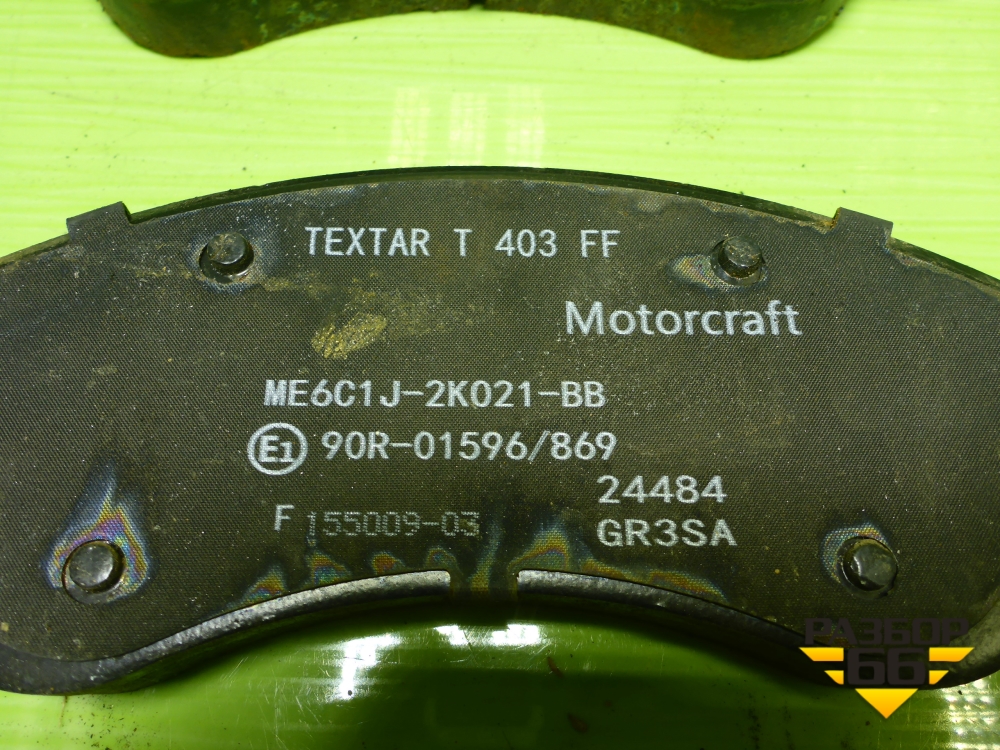 TEXTAR T 403 FF
Motorcraft
ME6C1J-2K021-BB
E1 90R-01596/869
24484
F 155009-03
GR3SA
РАЗБОР
66